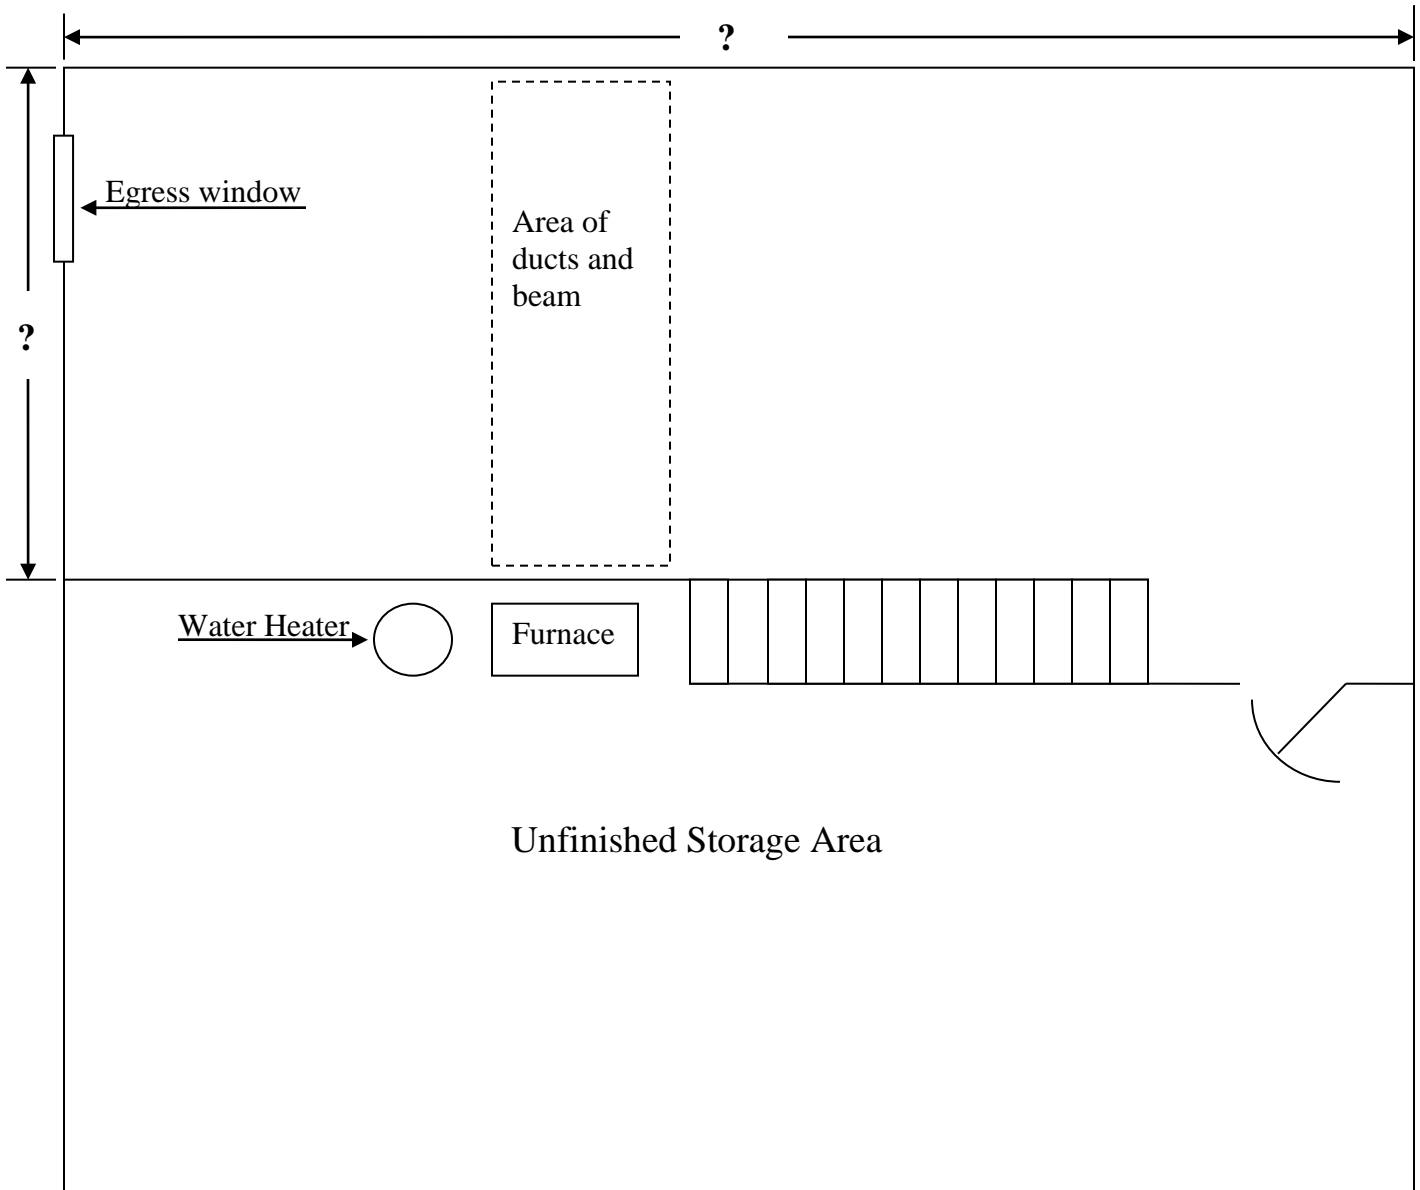 ?
Egress window
Area of
ducts and
beam
?
Water Heater
Furnace
Unfinished Storage Area